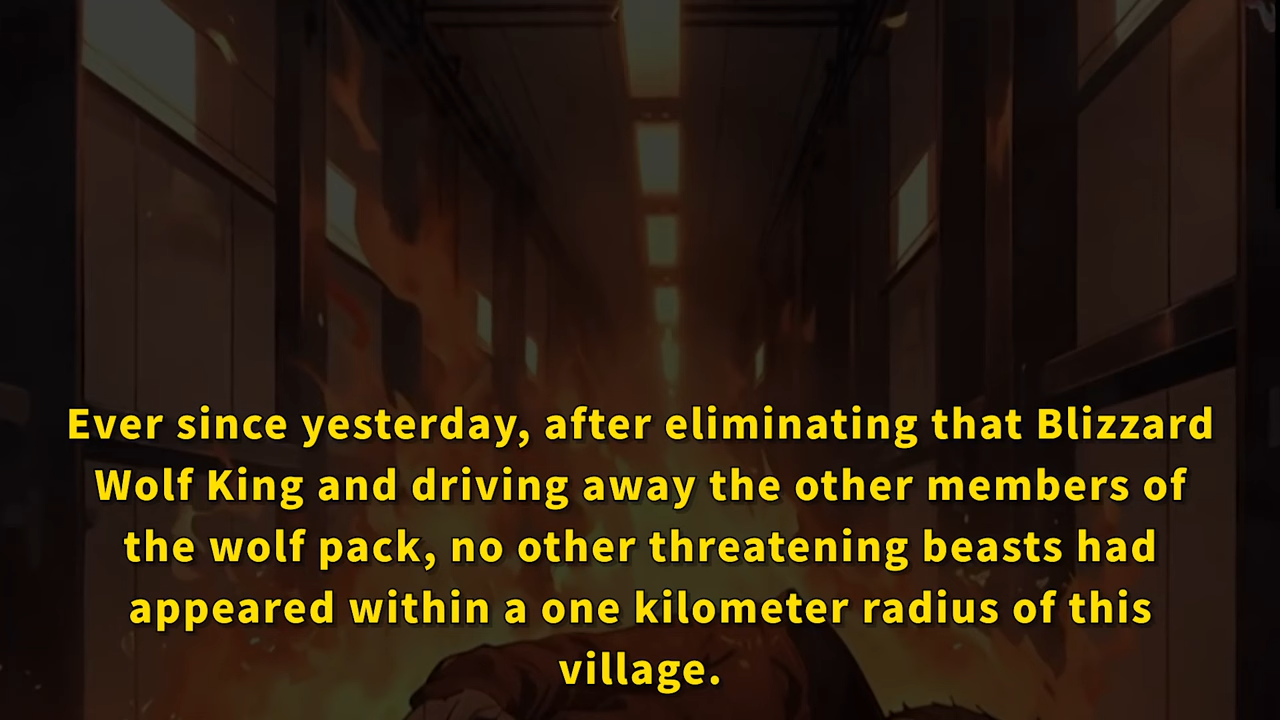 Ever since yesterday, after eliminating that Blizzard
Wolf King and driving away the other members of
the wolf pack, no other threatening beasts had
appeared within a one kilometer radius of this
village.